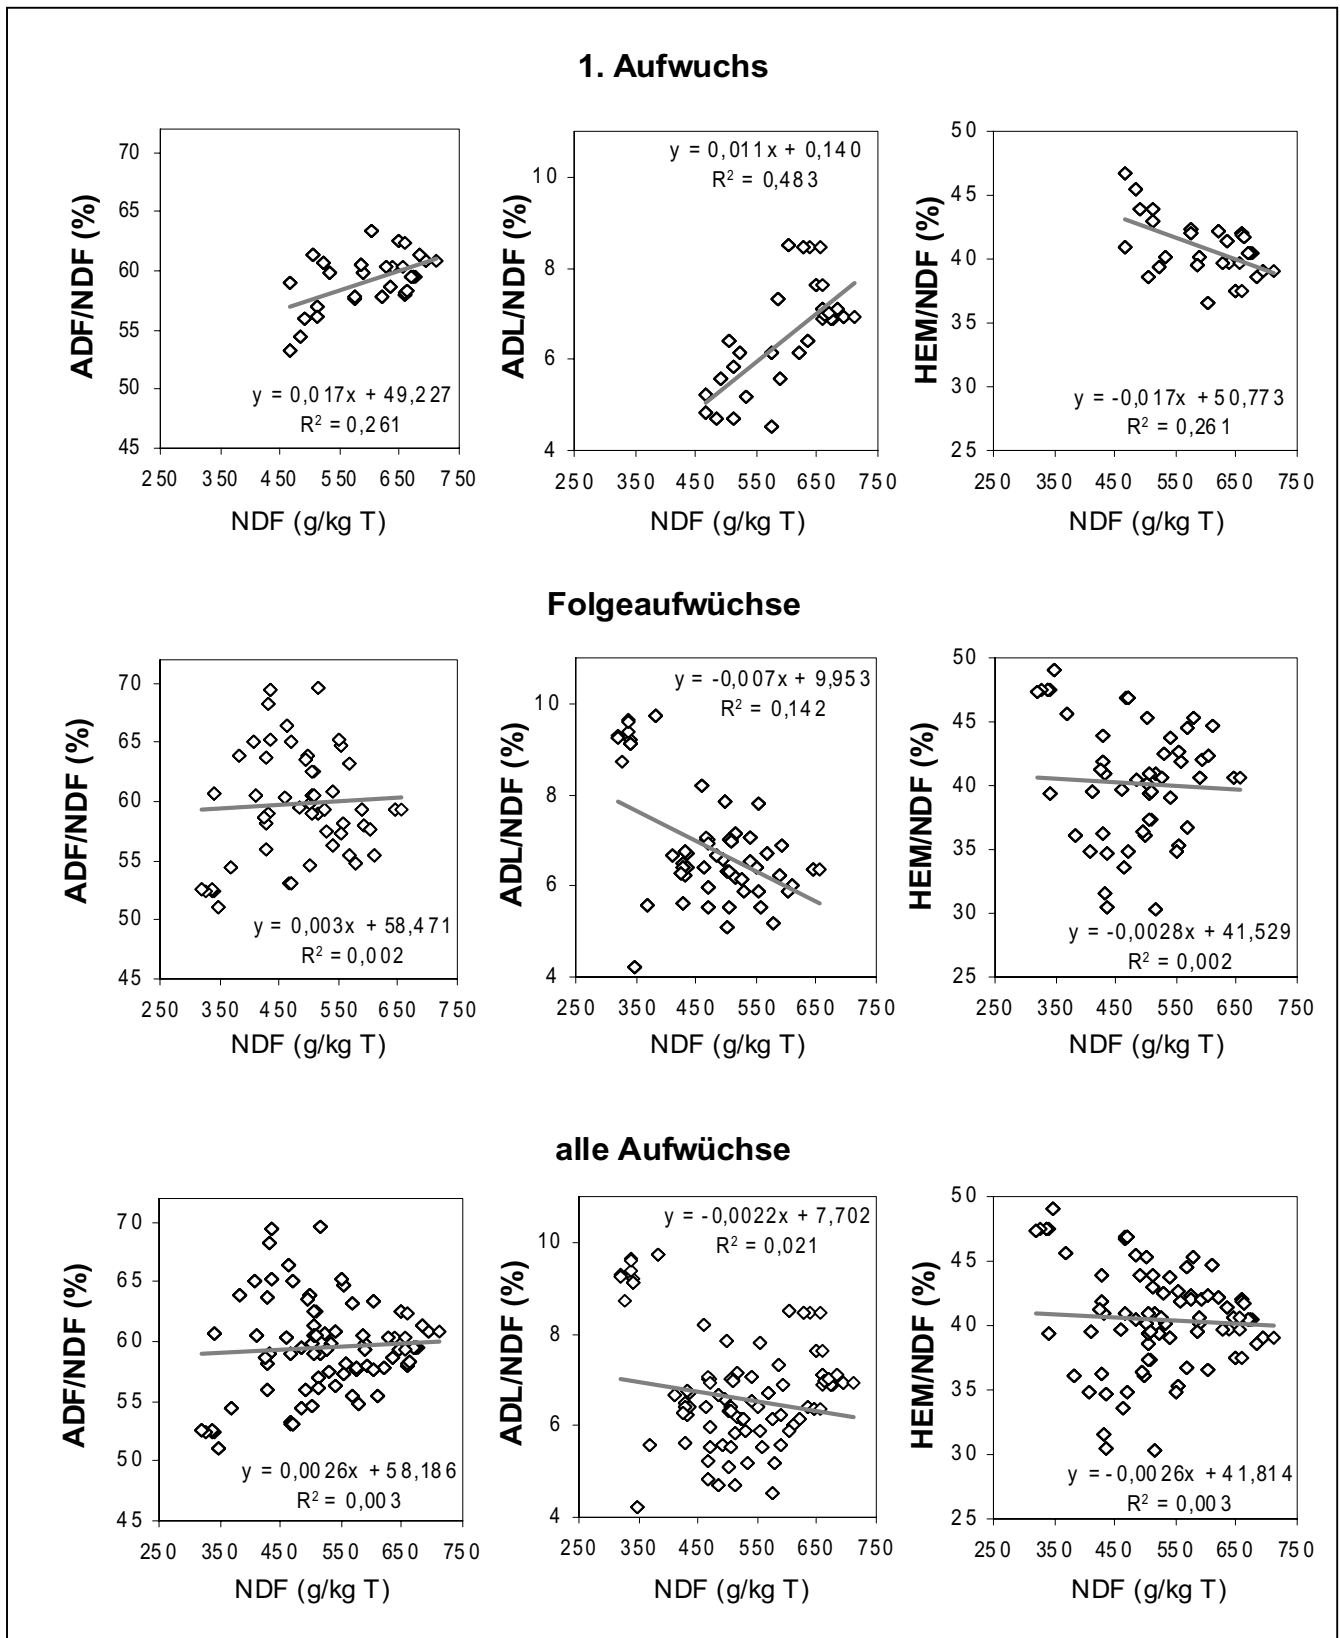 1. Aufwuchs
ADF/NDF (%)
70
65
60
55
50
45
y = 0,017x + 49,227
R² = 0,261
250 350 450 550 650 750
NDF (g/kg T)
ADL/NDF (%)
10
8
6
4
y = 0,011x + 0,140
R² = 0,483
250 350 450 550 650 750
NDF (g/kg T)
HEM/NDF (%)
50
45
40
35
30
25
y = -0,017x + 50,773
R² = 0,261
250 350 450 550 650 750
NDF (g/kg T)
Folgeaufwüchse
ADF/NDF (%)
70
65
60
55
50
45
y = 0,003x + 58,471
R² = 0,002
250 350 450 550 650 750
NDF (g/kg T)
ADL/NDF (%)
10
8
6
4
y = -0,007x + 9,953
R² = 0,142
250 350 450 550 650 750
NDF (g/kg T)
HEM/NDF (%)
50
45
40
35
30
25
y = -0,0028x + 41,529
R² = 0,002
250 350 450 550 650 750
NDF (g/kg T)
alle Aufwüchse
ADF/NDF (%)
70
65
60
55
50
45
y = 0,0026x + 58,186
R² = 0,003
250 350 450 550 650 750
NDF (g/kg T)
ADL/NDF (%)
10
8
6
4
y = -0,0022x + 7,702
R² = 0,021
250 350 450 550 650 750
NDF (g/kg T)
HEM/NDF (%)
50
45
40
35
30
25
y = -0,0026x + 41,814
R² = 0,003
250 350 450 550 650 750
NDF (g/kg T)